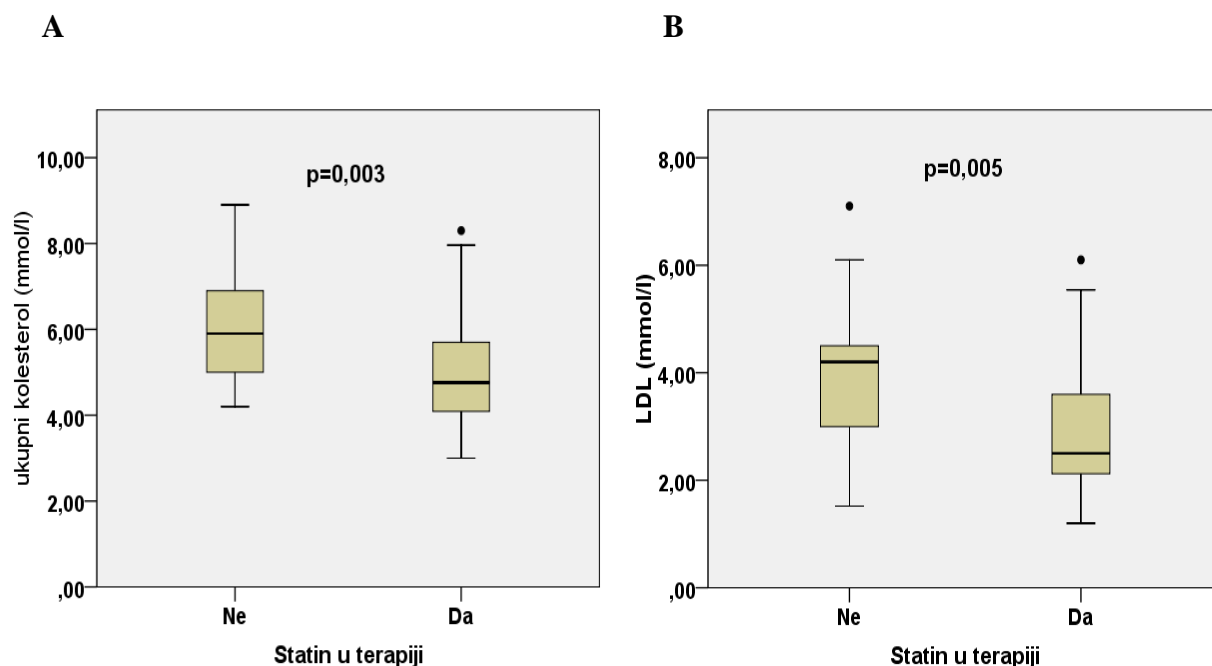 A
ukupni kolesterol (mmol/l)
10,00
8,00
6,00
4,00
2,00
,00
p=0,003
Ne
Da
Statin u terapiji
B
LDL (mmol/l)
8,00
6,00
4,00
2,00
,00
p=0,005
Ne
Da
Statin u terapiji